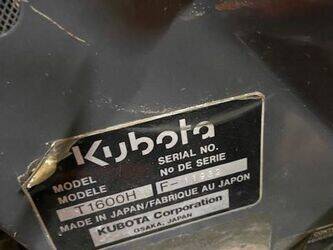 Kubota
SERIAL NO.
MODEL No DE SERIE
MODELE F-11932
T1600H
MADE IN JAPAN/FABRIQUE AU JAPON
KUBOTA Corporation
OSAKA, JAPAN